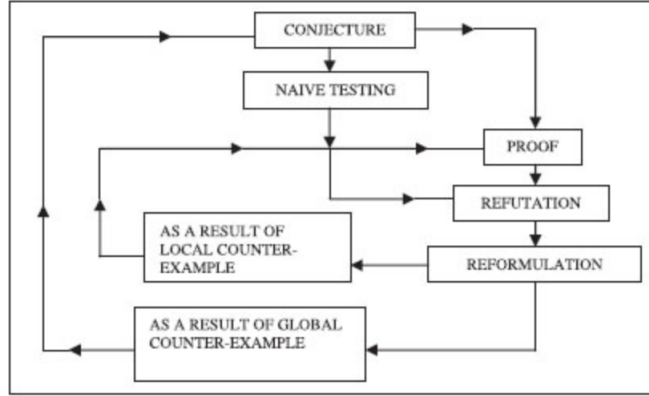 CONJECTURE
NAIVE TESTING
PROOF
REFUTATION
AS A RESULT OF
LOCAL COUNTER-
EXAMPLE
REFORMULATION
AS A RESULT OF GLOBAL
COUNTER-EXAMPLE